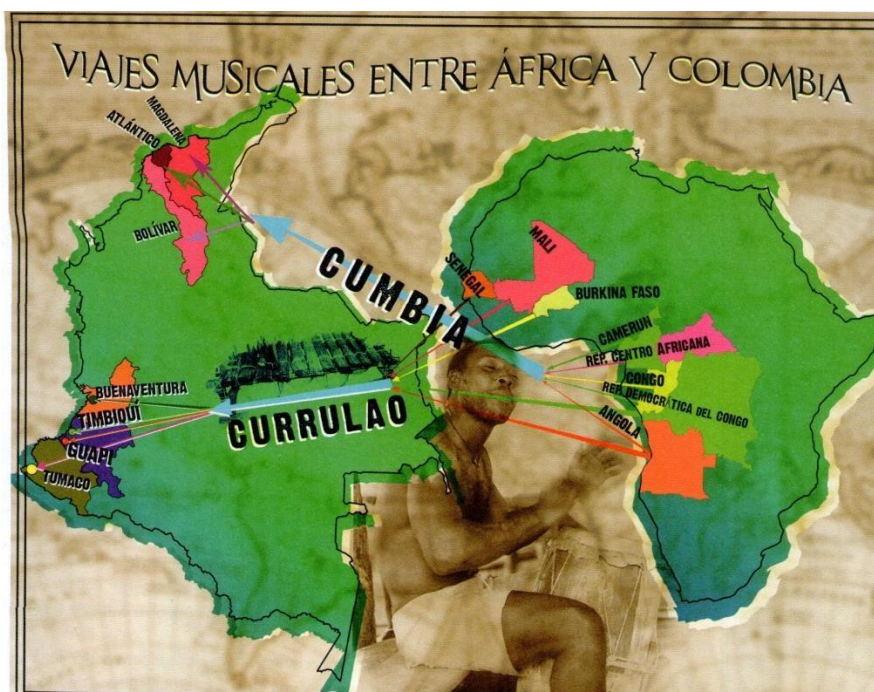 VIAJES MUSICALES ENTRE ÁFRICA Y COLOMBIA
MAGDALENA
ATLÁNTICO
BOLÍVAR
CUMBIA
SENEGAL
MALI
BURKINA FASO
CAMERUN
REP. CENTRO AFRICANA
CONGO
REP. DEMOCRÁTICA DEL CONGO
ANGOLA
CURRULAO
BUENAVENTURA
TIMBIQUÍ
GUAPI
TUMACO